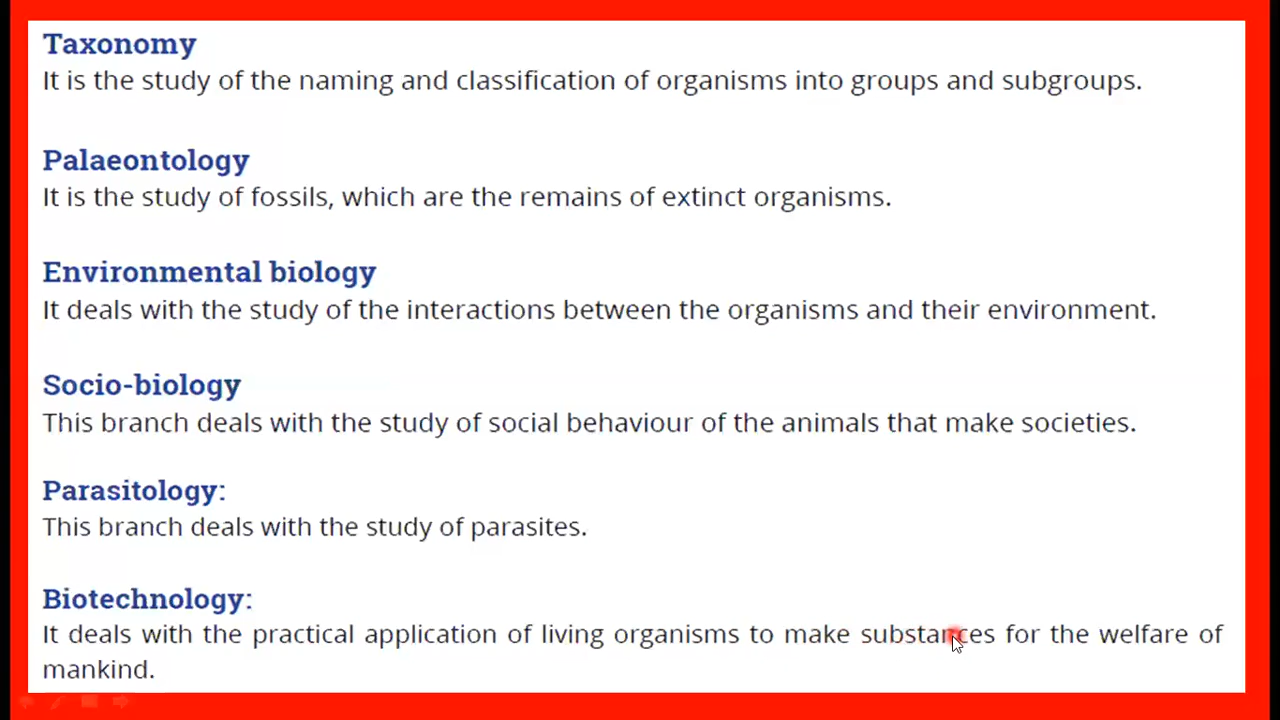 Taxonomy
It is the study of the naming and classification of organisms into groups and subgroups.
Palaeontology
It is the study of fossils, which are the remains of extinct organisms.
Environmental biology
It deals with the study of the interactions between the organisms and their environment.
Socio-biology
This branch deals with the study of social behaviour of the animals that make societies.
Parasitology:
This branch deals with the study of parasites.
Biotechnology:
It deals with the practical application of living organisms to make substances for the welfare of
mankind.